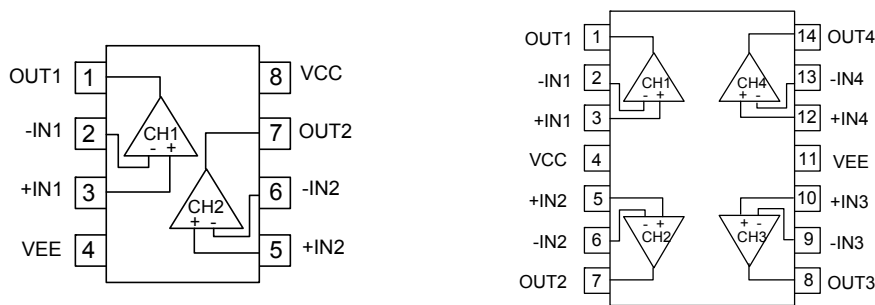 OUT1 1 8 VCC
-IN1 2 CH1 7 OUT2
- +
+IN1 3 6 -IN2
CH2
+ -
VEE 4 5 +IN2
OUT1 1 14 OUT4
-IN1 2 CH1 CH4 13 -IN4
- + + -
+IN1 3 12 +IN4
VCC 4 11 VEE
+IN2 5 10 +IN3
- + + -
-IN2 6 CH2 CH3 9 -IN3
OUT2 7 8 OUT3